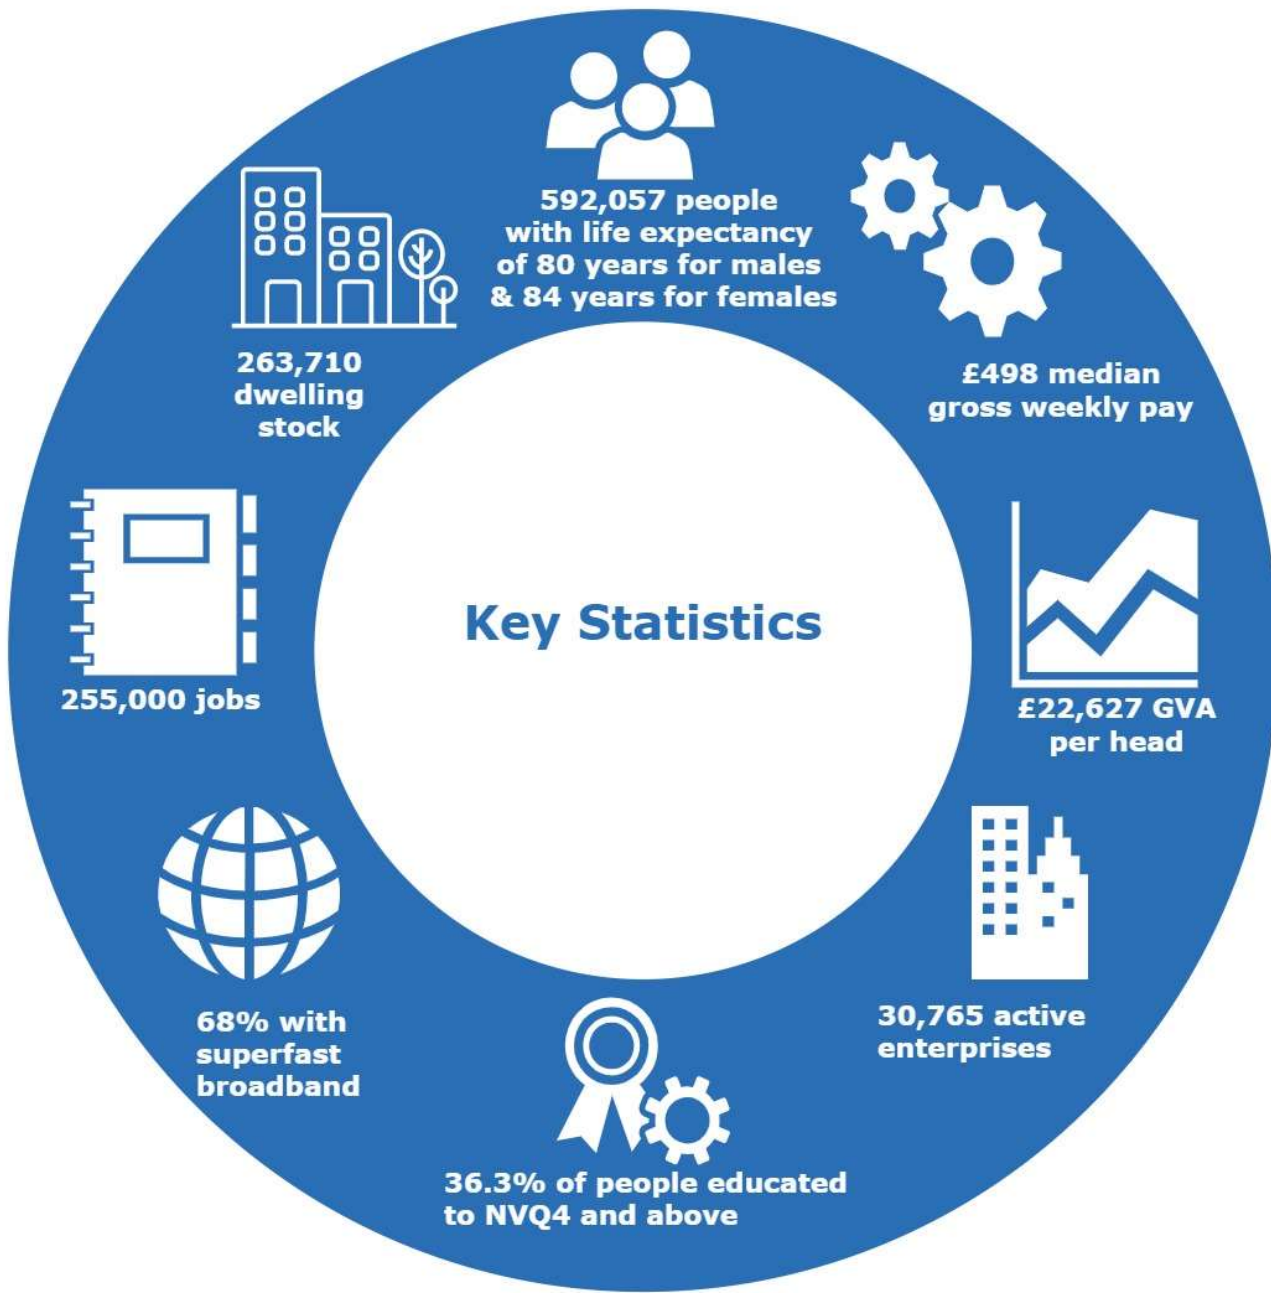 592,057 people
with life expectancy
of 80 years for males
& 84 years for females
£498 median
gross weekly pay
£22,627 GVA
per head
30,765 active
enterprises
36.3% of people educated
to NVQ4 and above
68% with
superfast
broadband
255,000 jobs
263,710
dwelling
stock
Key Statistics